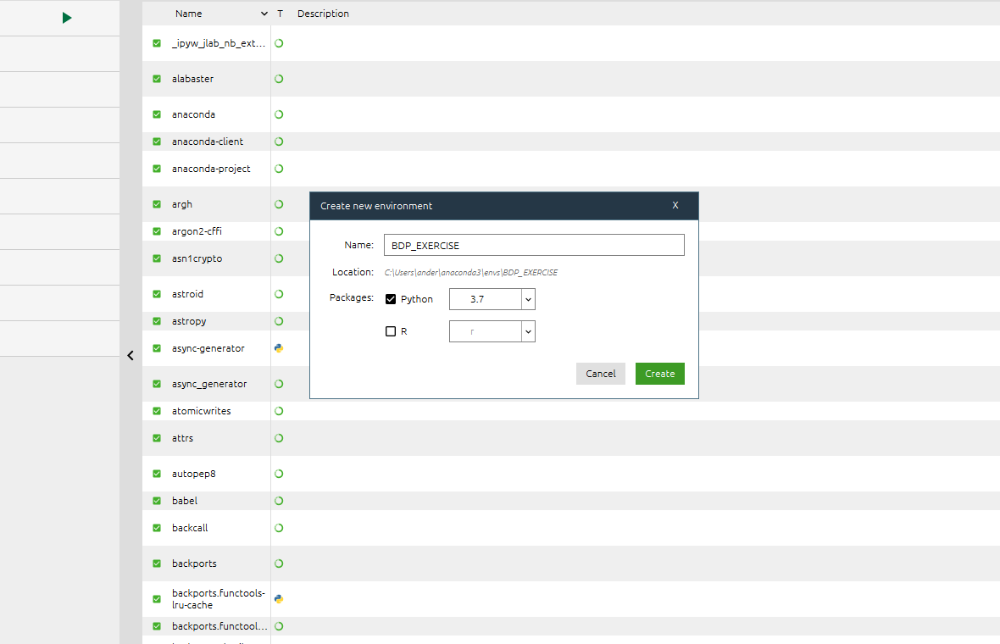 Name T Description
_ipyw_jlab_nb_ext...
alabaster
anaconda
anaconda-client
anaconda-project
argh
argon2-cffi
asn1crypto
astroid
astropy
async-generator
async_generator
atomicwrites
attrs
autopep8
babel
backcall
backports
backports.functools-
lru-cache
backports.functool...
Create new environment X
Name: BDP_EXERCISE
Location: C:\Users\ander\anaconda3\envs\BDP_EXERCISE
Packages: Python 3.7
R r
Cancel Create